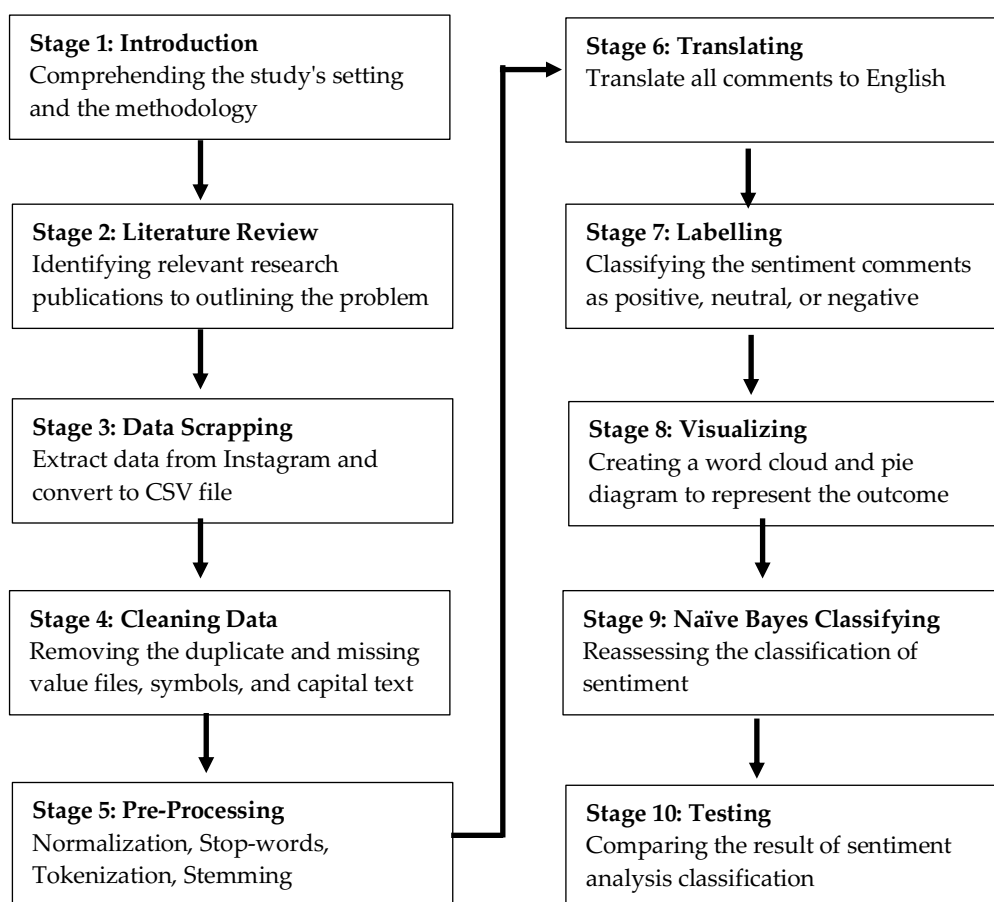 Stage 1: Introduction
Comprehending the study's setting
and the methodology
Stage 2: Literature Review
Identifying relevant research
publications to outlining the problem
Stage 3: Data Scrapping
Extract data from Instagram and
convert to CSV file
Stage 4: Cleaning Data
Removing the duplicate and missing
value files, symbols, and capital text
Stage 5: Pre-Processing
Normalization, Stop-words,
Tokenization, Stemming
Stage 6: Translating
Translate all comments to English
Stage 7: Labelling
Classifying the sentiment comments
as positive, neutral, or negative
Stage 8: Visualizing
Creating a word cloud and pie
diagram to represent the outcome
Stage 9: Naïve Bayes Classifying
Reassessing the classification of
sentiment
Stage 10: Testing
Comparing the result of sentiment
analysis classification